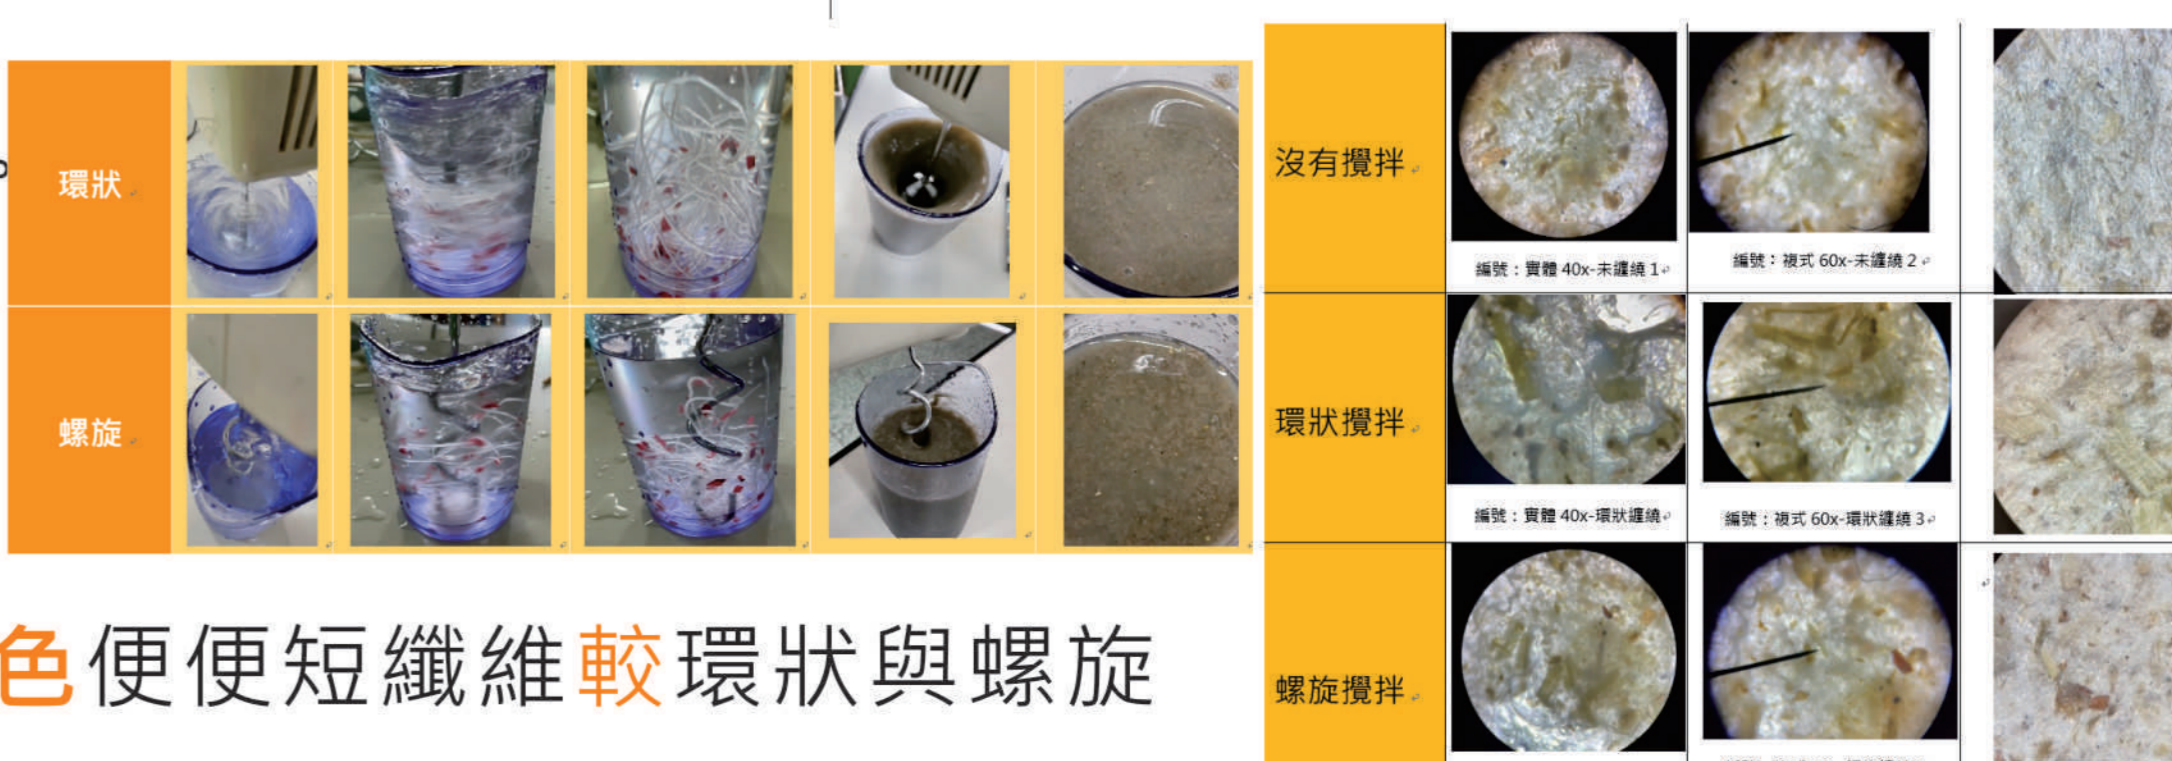 環狀
螺旋
色便便短纖維較環狀與螺旋
沒有攪拌
編號：實體 40x-未纏繞 1
編號：複式 60x-未纏繞 2
環狀攪拌
編號：實體 40x-環狀纏繞
編號：複式 60x-環狀纏繞 3
螺旋攪拌